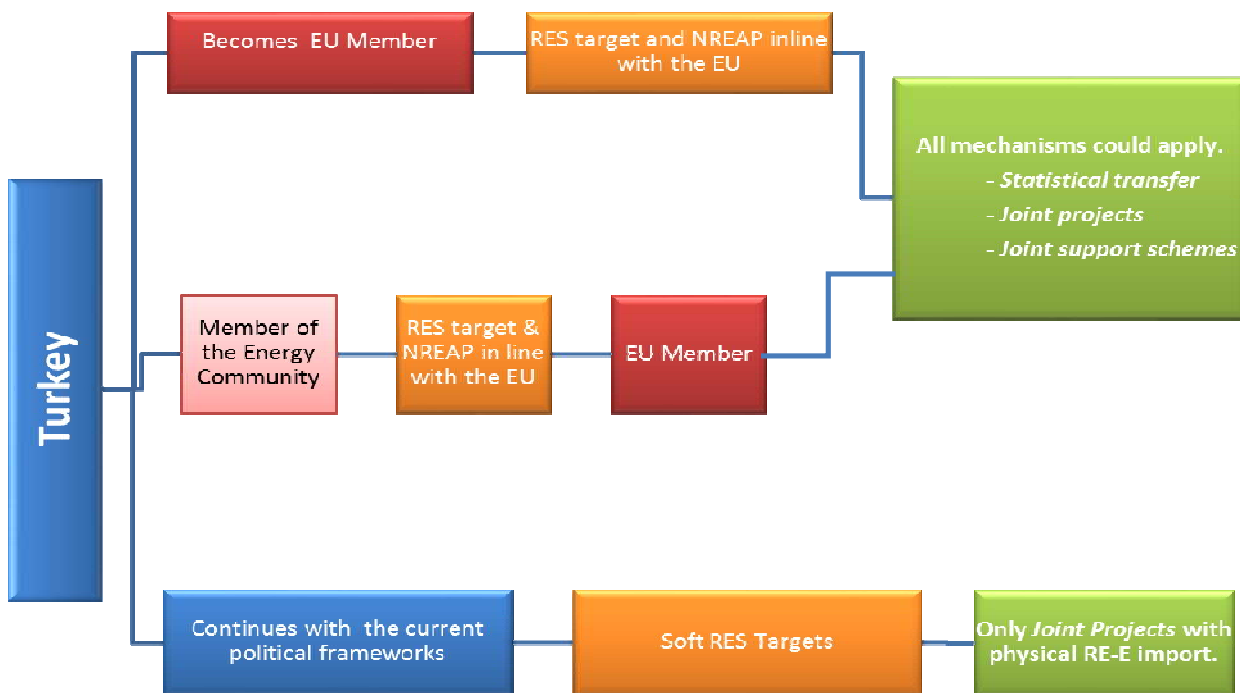 Turkey
Becomes EU Member
RES target and NREAP inline
with the EU
All mechanisms could apply.
- Statistical transfer
- Joint projects
- Joint support schemes
Member of
the Energy
Community
RES target &
NREAP in line
with the EU
EU Member
Continues with the current
political frameworks
Soft RES Targets
Only Joint Projects with
physical RE-E import.